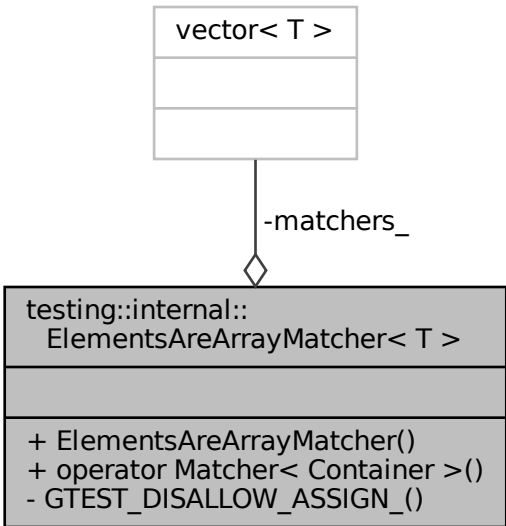 vector< T >
-matchers_
testing::internal::
ElementsAreArrayMatcher< T >
+ ElementsAreArrayMatcher()
+ operator Matcher< Container >()
- GTEST_DISALLOW_ASSIGN_()